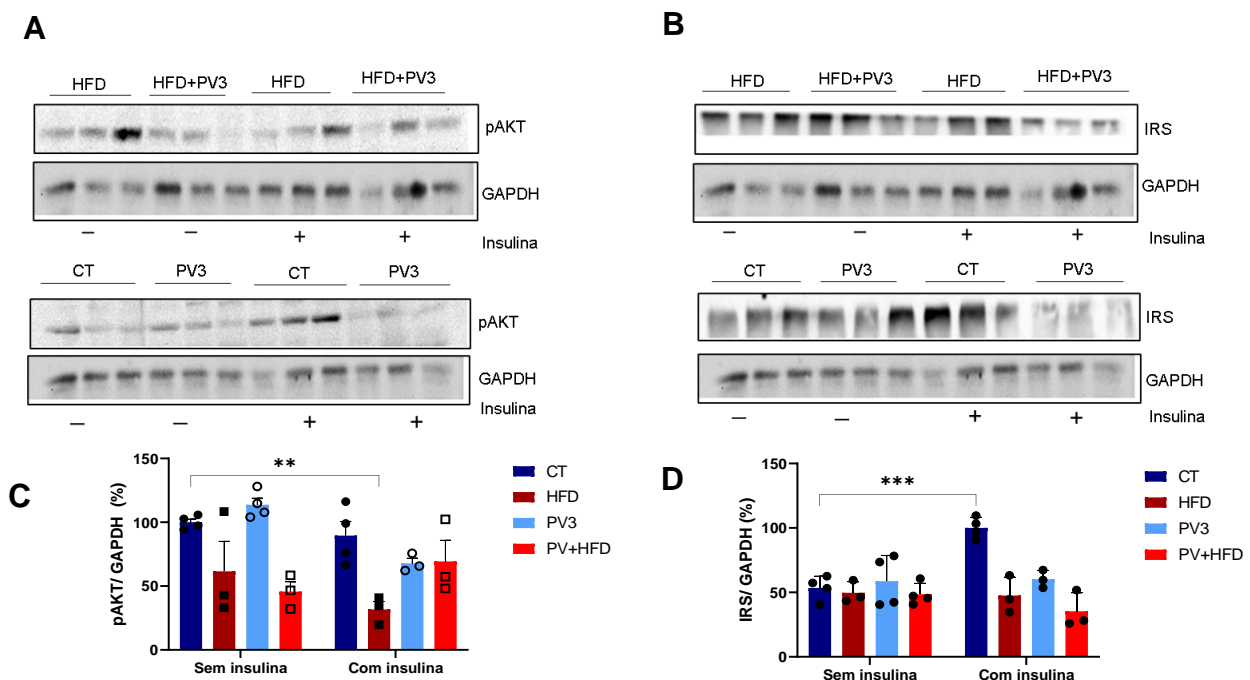 A
HFD HFD+PV3 HFD HFD+PV3
pAKT
GAPDH
− − + + Insulina
CT PV3 CT PV3
pAKT
GAPDH
Insulina
− − + +
B
HFD HFD+PV3 HFD HFD+PV3
IRS
GAPDH
− − + + Insulina
CT PV3 CT PV3
IRS
GAPDH
− − + + Insulina
C
pAKT/ GAPDH (%)
150
100
50
0
**
Sem insulina Com insulina
CT
HFD
PV3
PV+HFD
D
IRS/ GAPDH (%)
150
100
50
0
***
Sem insulina Com insulina
CT
HFD
PV3
PV+HFD